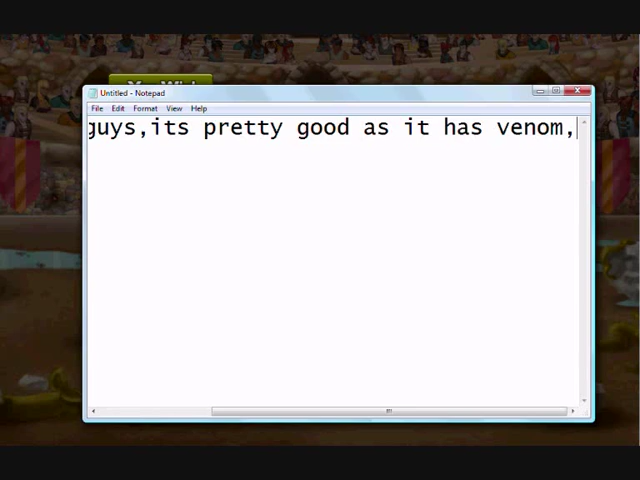 Untitled - Notepad
File Edit Format View Help
guys,its pretty good as it has venom,